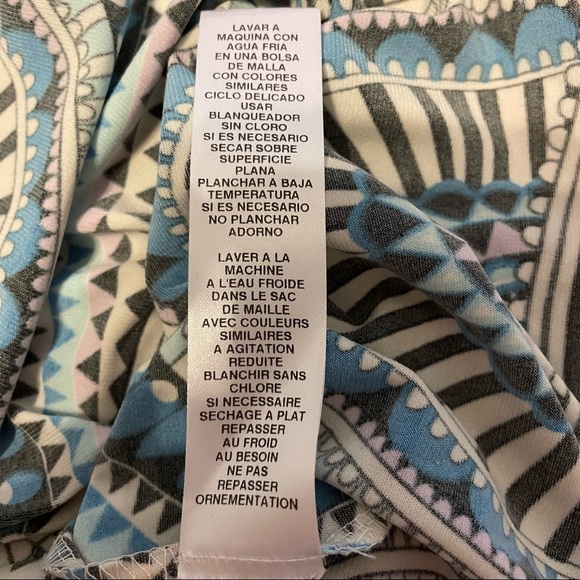 LAVAR A
MAQUINA CON
AGUA FRIA
EN UNA BOLSA
DE MALLA
CON COLORES
SIMILARES
CICLO DELICADO
USAR
BLANQUEADOR
SIN CLORO
SI ES NECESARIO
SECAR SOBRE
SUPERFICIE
PLANA
PLANCHAR A BAJA
TEMPERATURA
SI ES NECESARIO
NO PLANCHAR
ADORNO
LAVER A LA
MACHINE
A L'EAU FROIDE
DANS LE SAC
DE MAILLE
AVEC COULEURS
SIMILAIRES
A AGITATION
REDUITE
BLANCHIR SANS
CHLORE
SI NECESSAIRE
SECHAGE A PLAT
REPASSER
AU FROID
AU BESOIN
NE PAS
REPASSER
ORNEMENTATION